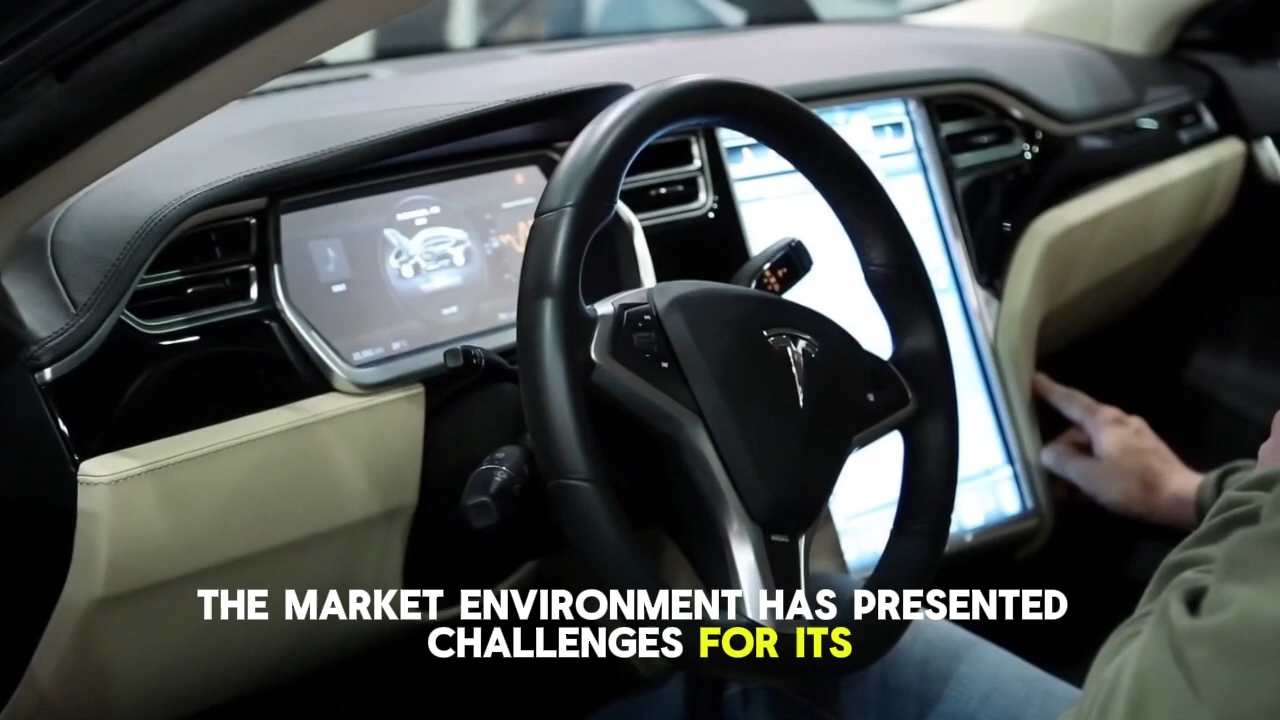 THE MARKET ENVIRONMENT HAS PRESENTED
CHALLENGES FOR ITS